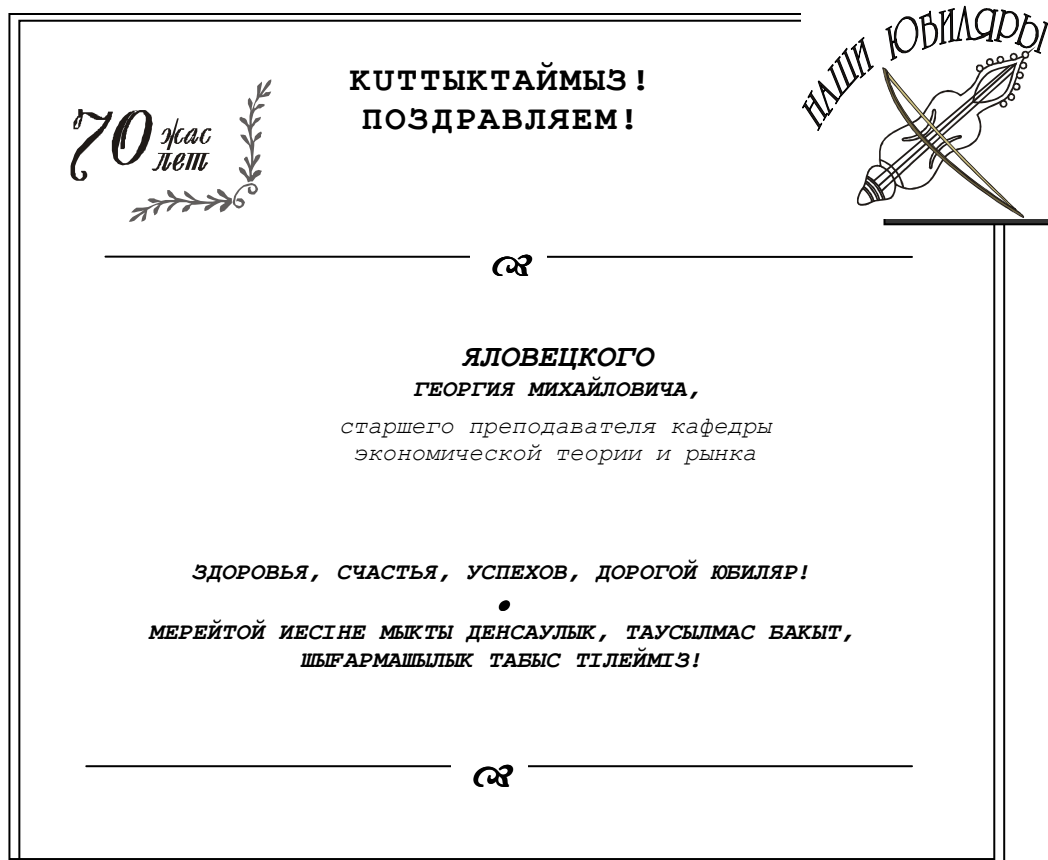 НАШИ ЮБИЛЯРЫ
КUТТЫКТАЙМЫЗ!
ПОЗДРАВЛЯЕМ!
70 жас
лет
ЯЛОВЕЦКОГО
ГЕОРГИЯ МИХАЙЛОВИЧА,
старшего преподавателя кафедры
экономической теории и рынка
ЗДОРОВЬЯ, СЧАСТЬЯ, УСПЕХОВ, ДОРОГОЙ ЮБИЛЯР!
•
МЕРЕЙТОЙ ИЕСІНЕ МЫКТЫ ДЕНСАУЛЫК, ТАУСЫЛМАС БАКЫТ,
ШЫҒАРМАШЫЛЫК ТАБЫС ТІЛЕЙМІЗ!